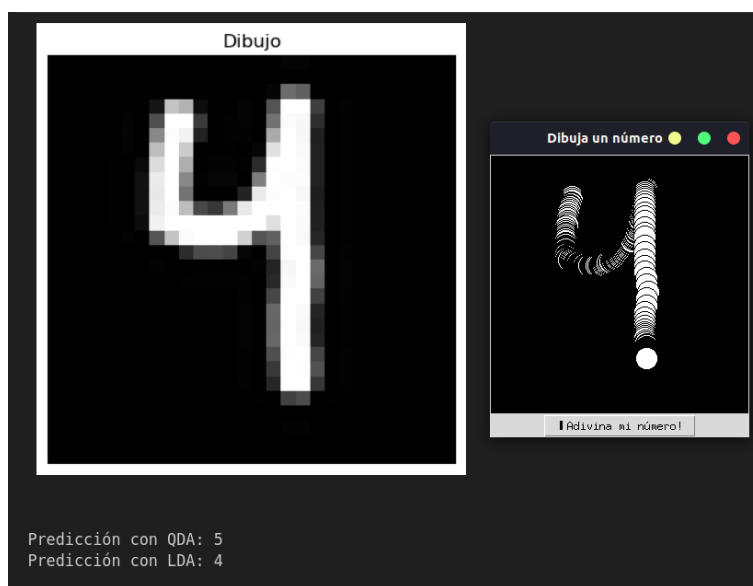 Dibujo
Dibuja un número
Adivina mi número!
Predicción con QDA: 5
Predicción con LDA: 4